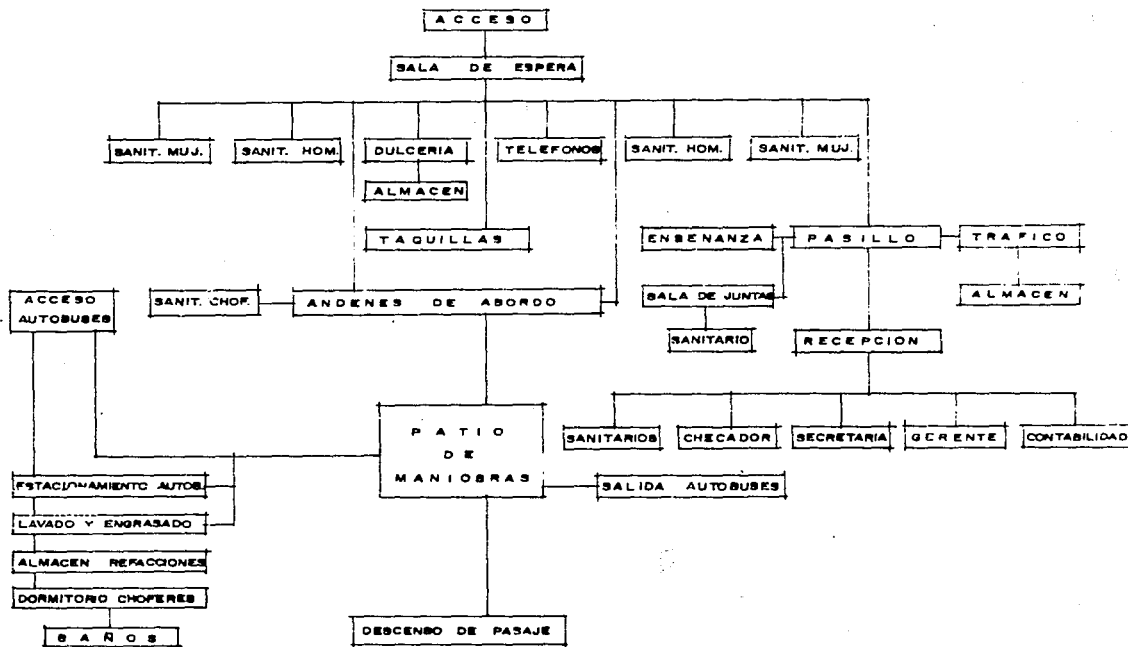 ACCESO
SALA DE ESPERA
SANIT. MUJ.
SANIT. HOM.
DULCERIA
TELEFONOS
SANIT. HOM.
SANIT. MUJ.
ALMACEN
TAQUILLAS
ENSENANZA
PASILLO
TRAFICO
ACCESO
AUTOBUSES
SANIT. CHOF.
ANDENES DE ABORDO
SALA DE JUNTAS
ALMACEN
SANITARIO
RECEPCION
PATIO
DE
MANIOBRAS
SANITARIOS
CHECADOR
SECRETARIA
GERENTE
CONTABILIDAD
ESTACIONAMIENTO AUTOB.
SALIDA AUTOBUSES
LAVADO Y ENGRASADO
ALMACEN REFACCIONES
DORMITORIO CHOFERES
BAÑOS
DESCENSO DE PASAJE